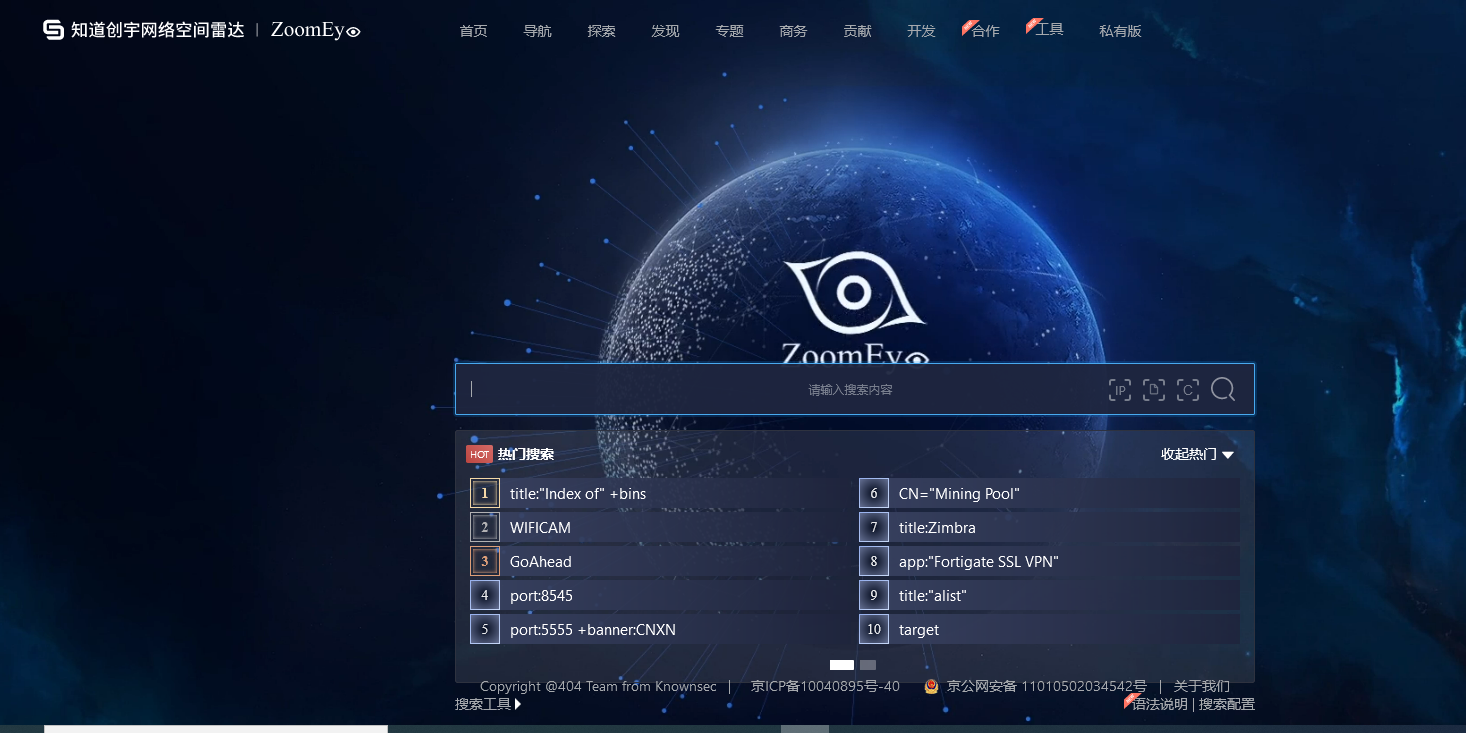 知道创宇网络空间雷达 | ZoomEye
首页 导航 探索 发现 专题 商务 贡献 开发 合作 工具 私有版
ZoomEye
请输入搜索内容 IP D C
HOT 热门搜索 收起热门
1 title:"Index of" +bins
2 WIFICAM
3 GoAhead
4 port:8545
5 port:5555 +banner:CNXN
6 CN="Mining Pool"
7 title:Zimbra
8 app:"Fortigate SSL VPN"
9 title:"alist"
10 target
Copyright @404 Team from Knownsec | 京ICP备10040895号-40 京公网安备 11010502034542号 | 关于我们
搜索工具 语法说明 | 搜索配置